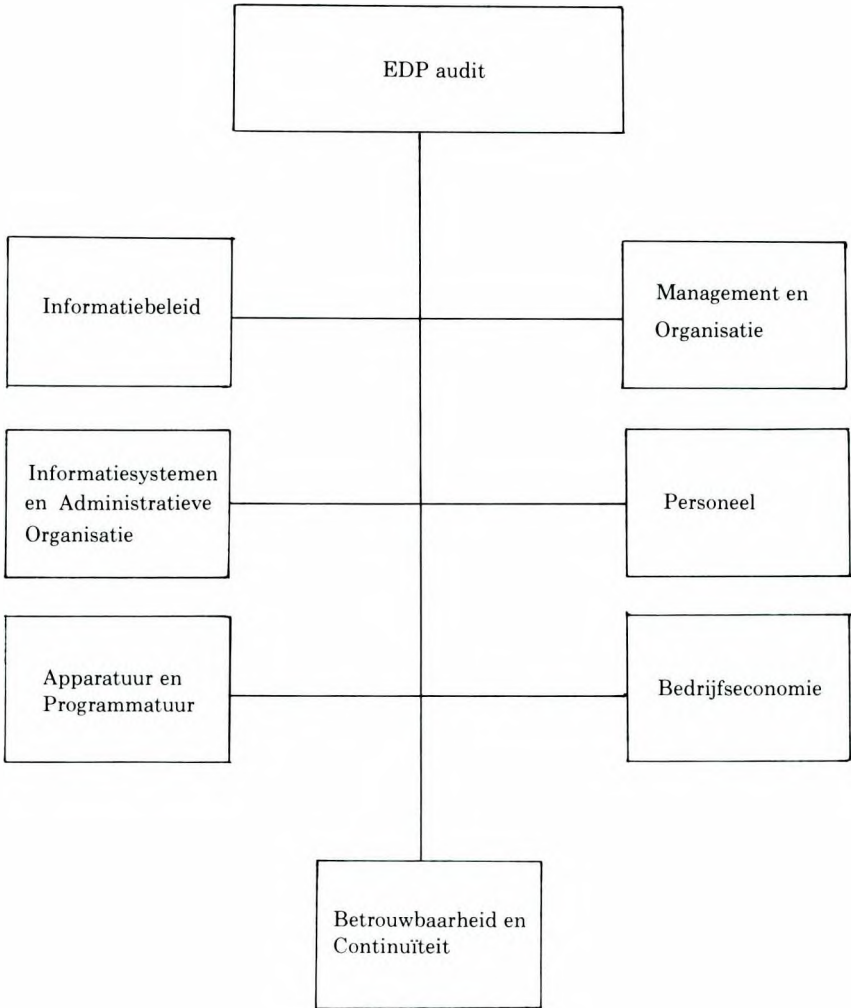 EDP audit
Informatiebeleid
Management en
Organisatie
Informatiesystemen
en Administratieve
Organisatie
Personeel
Apparatuur en
Programmatuur
Bedrijfseconomie
Betrouwbaarheid en
Continuïteit